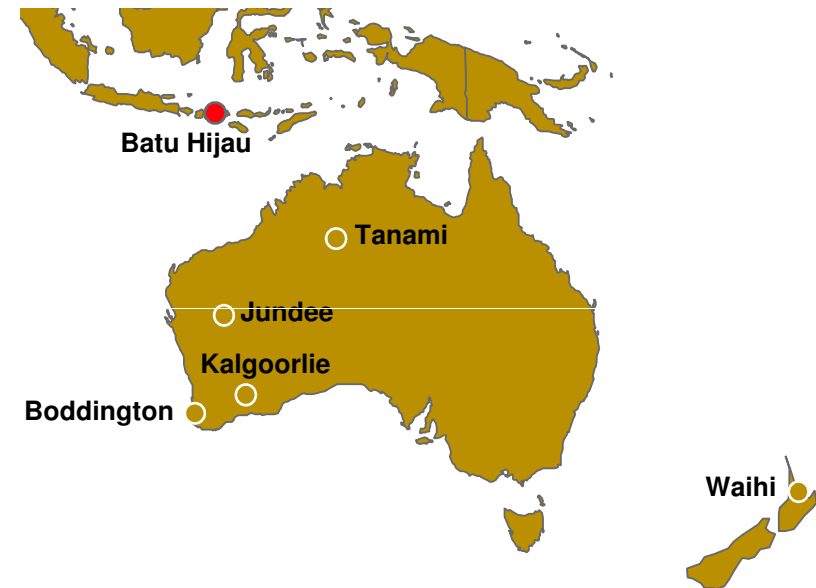 Batu Hijau
Tanami
Jundee
Kalgoorlie
Boddington
Waihi